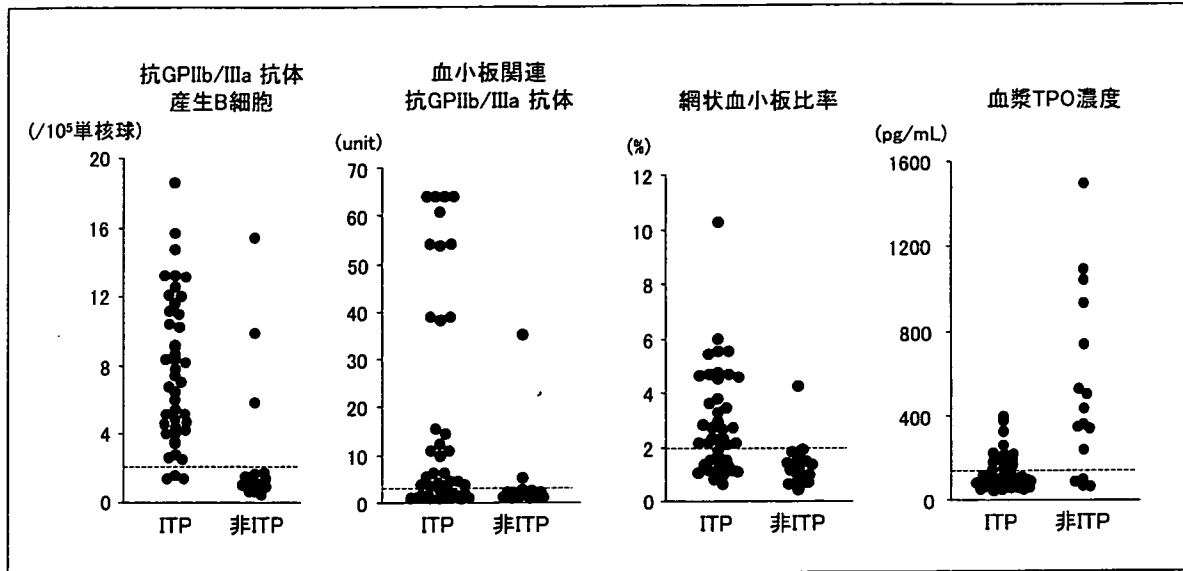 抗GPIIb/IIIa 抗体
産生B細胞
(/10⁵単核球)
20
16
12
8
4
0
ITP
非ITP
血小板関連
抗GPIIb/IIIa 抗体
(unit)
70
60
50
40
30
20
10
0
ITP
非ITP
網状血小板比率
(%)
12
10
8
6
4
2
0
ITP
非ITP
血漿TPO濃度
(pg/mL)
1600
1200
800
400
0
ITP
非ITP